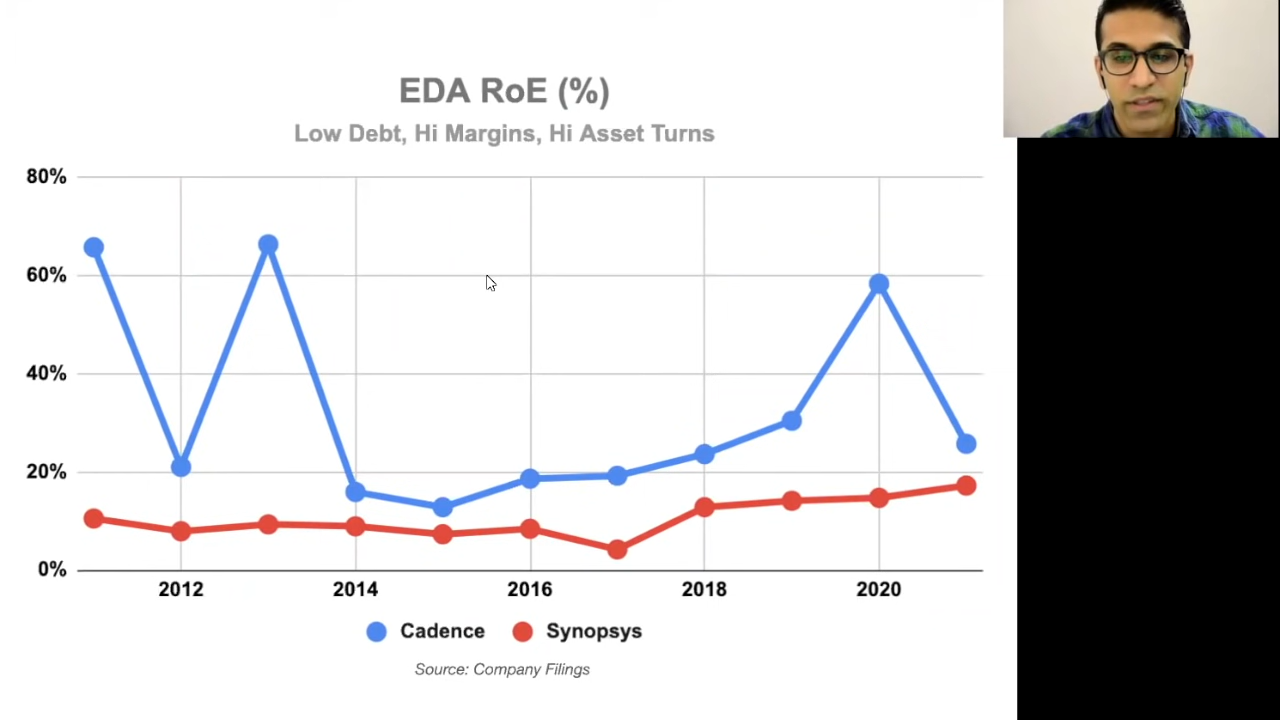 EDA RoE (%)
Low Debt, Hi Margins, Hi Asset Turns
80%
60%
40%
20%
0%
2012 2014 2016 2018 2020
Cadence Synopsys
Source: Company Filings